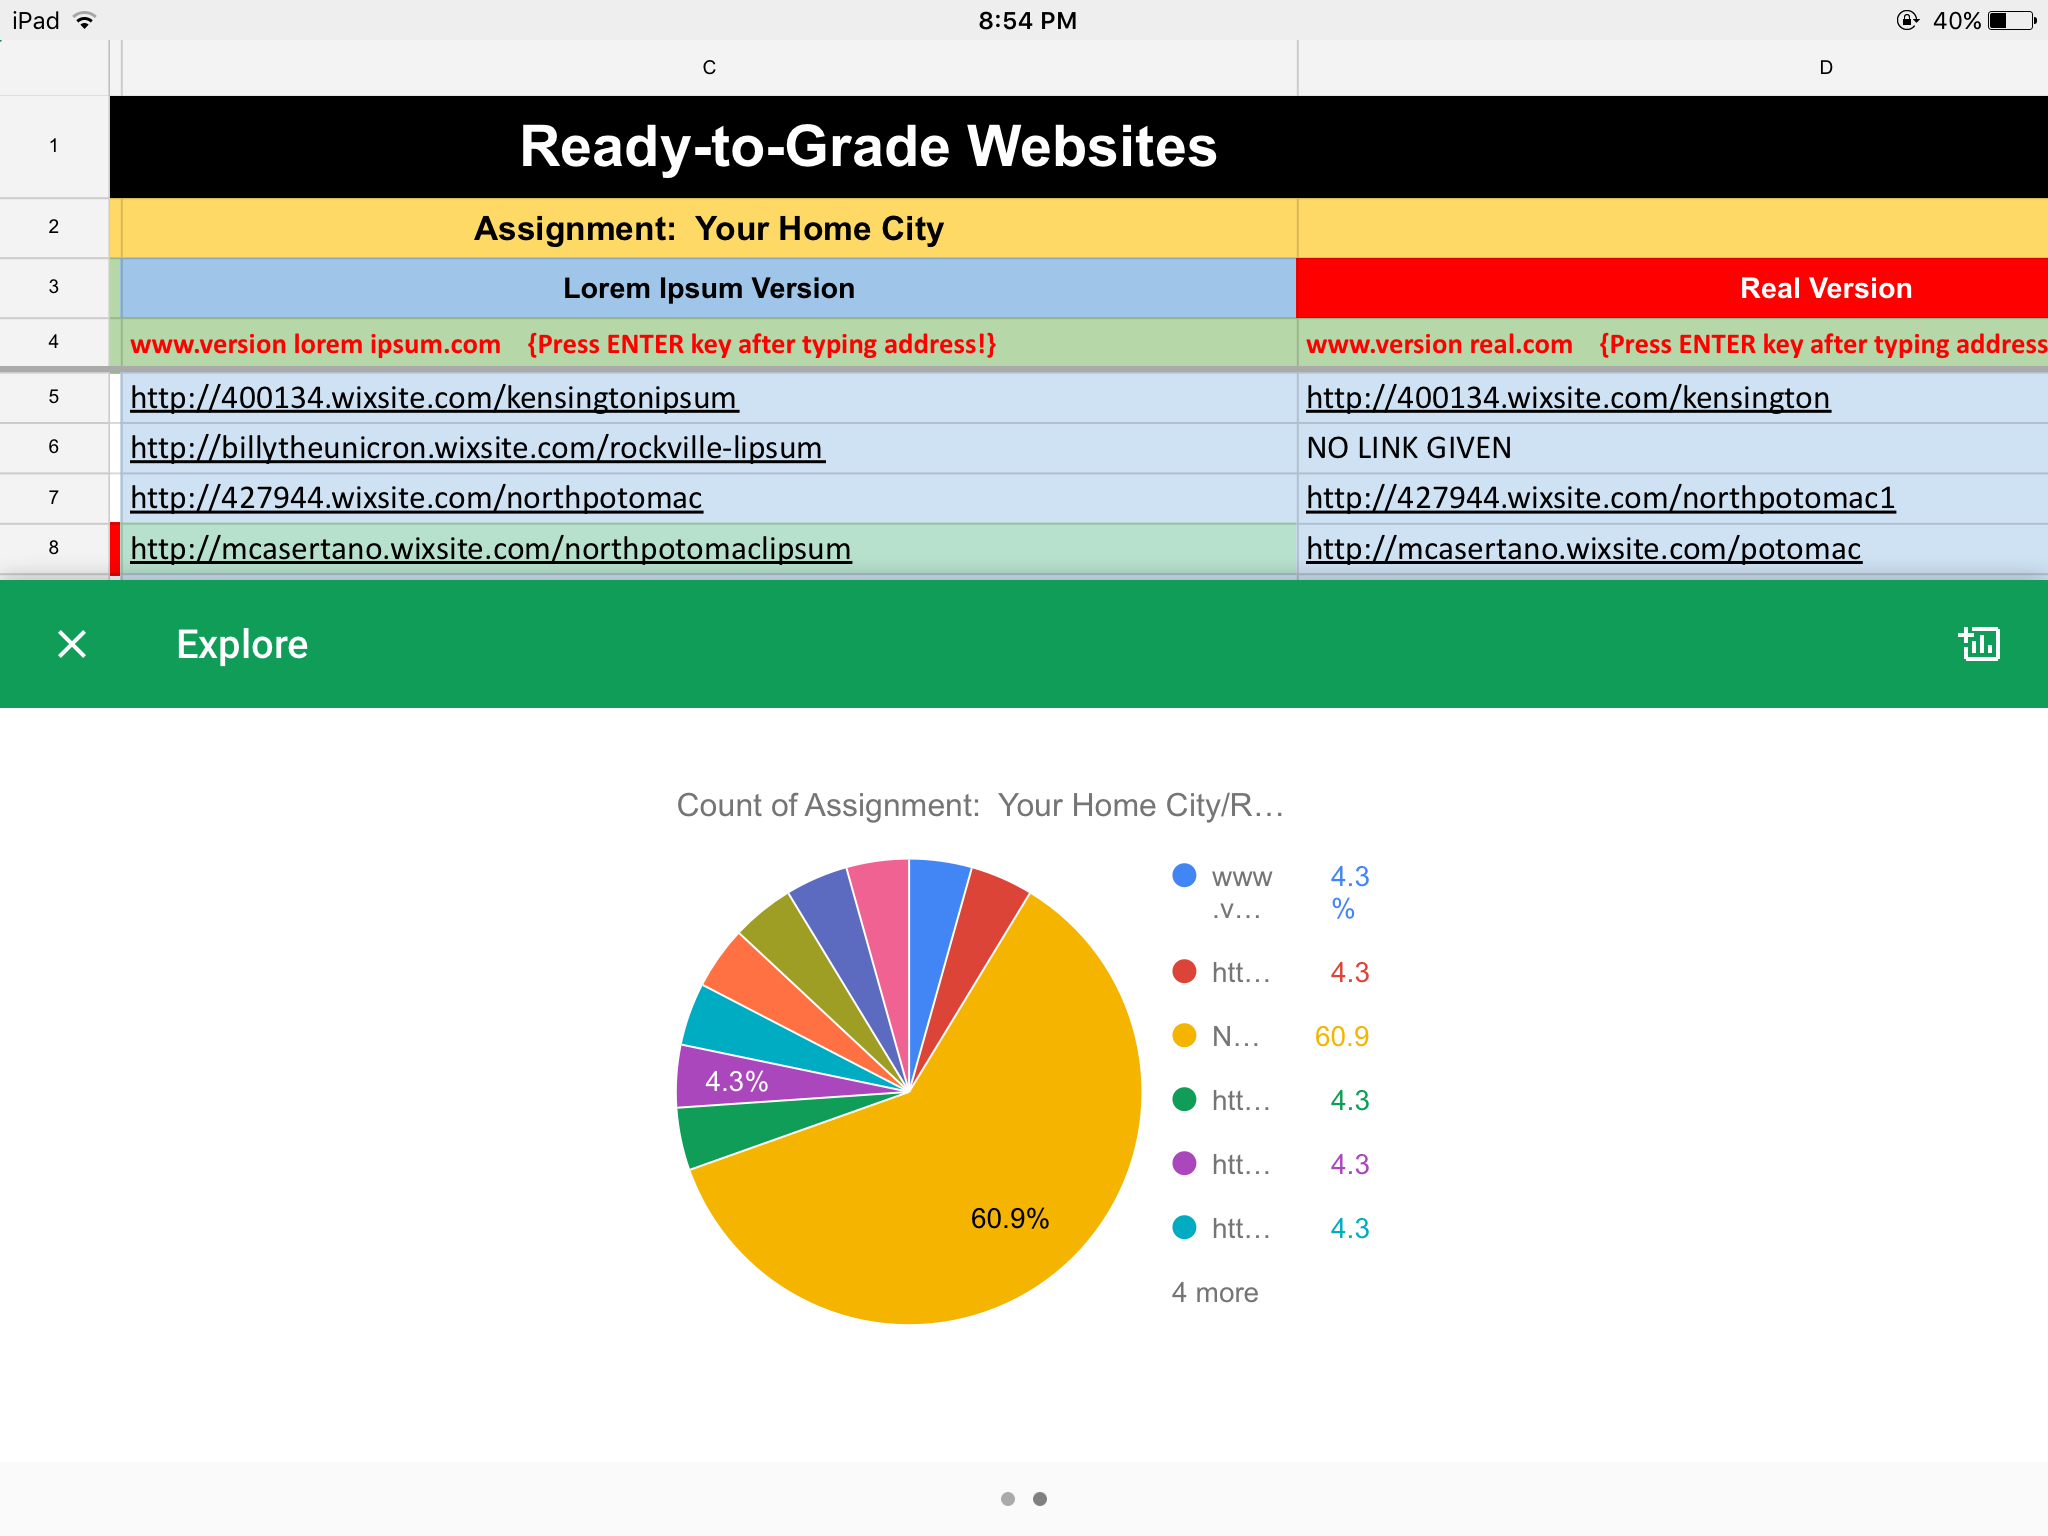 iPad 8:54 PM 40%
C D
1 Ready-to-Grade Websites
2 Assignment:  Your Home City
3 Lorem Ipsum Version Real Version
4 www.version lorem ipsum.com    {Press ENTER key after typing address!} www.version real.com    {Press ENTER key after typing address
5 http://400134.wixsite.com/kensingtonipsum http://400134.wixsite.com/kensington
6 http://billytheunicron.wixsite.com/rockville-lipsum NO LINK GIVEN
7 http://427944.wixsite.com/northpotomac http://427944.wixsite.com/northpotomac1
8 http://mcasertano.wixsite.com/northpotomaclipsum http://mcasertano.wixsite.com/potomac
Explore
Count of Assignment:  Your Home City/R...
www 4.3
.v... %
htt... 4.3
N... 60.9
htt... 4.3
4.3%
htt... 4.3
60.9%
htt... 4.3
4 more